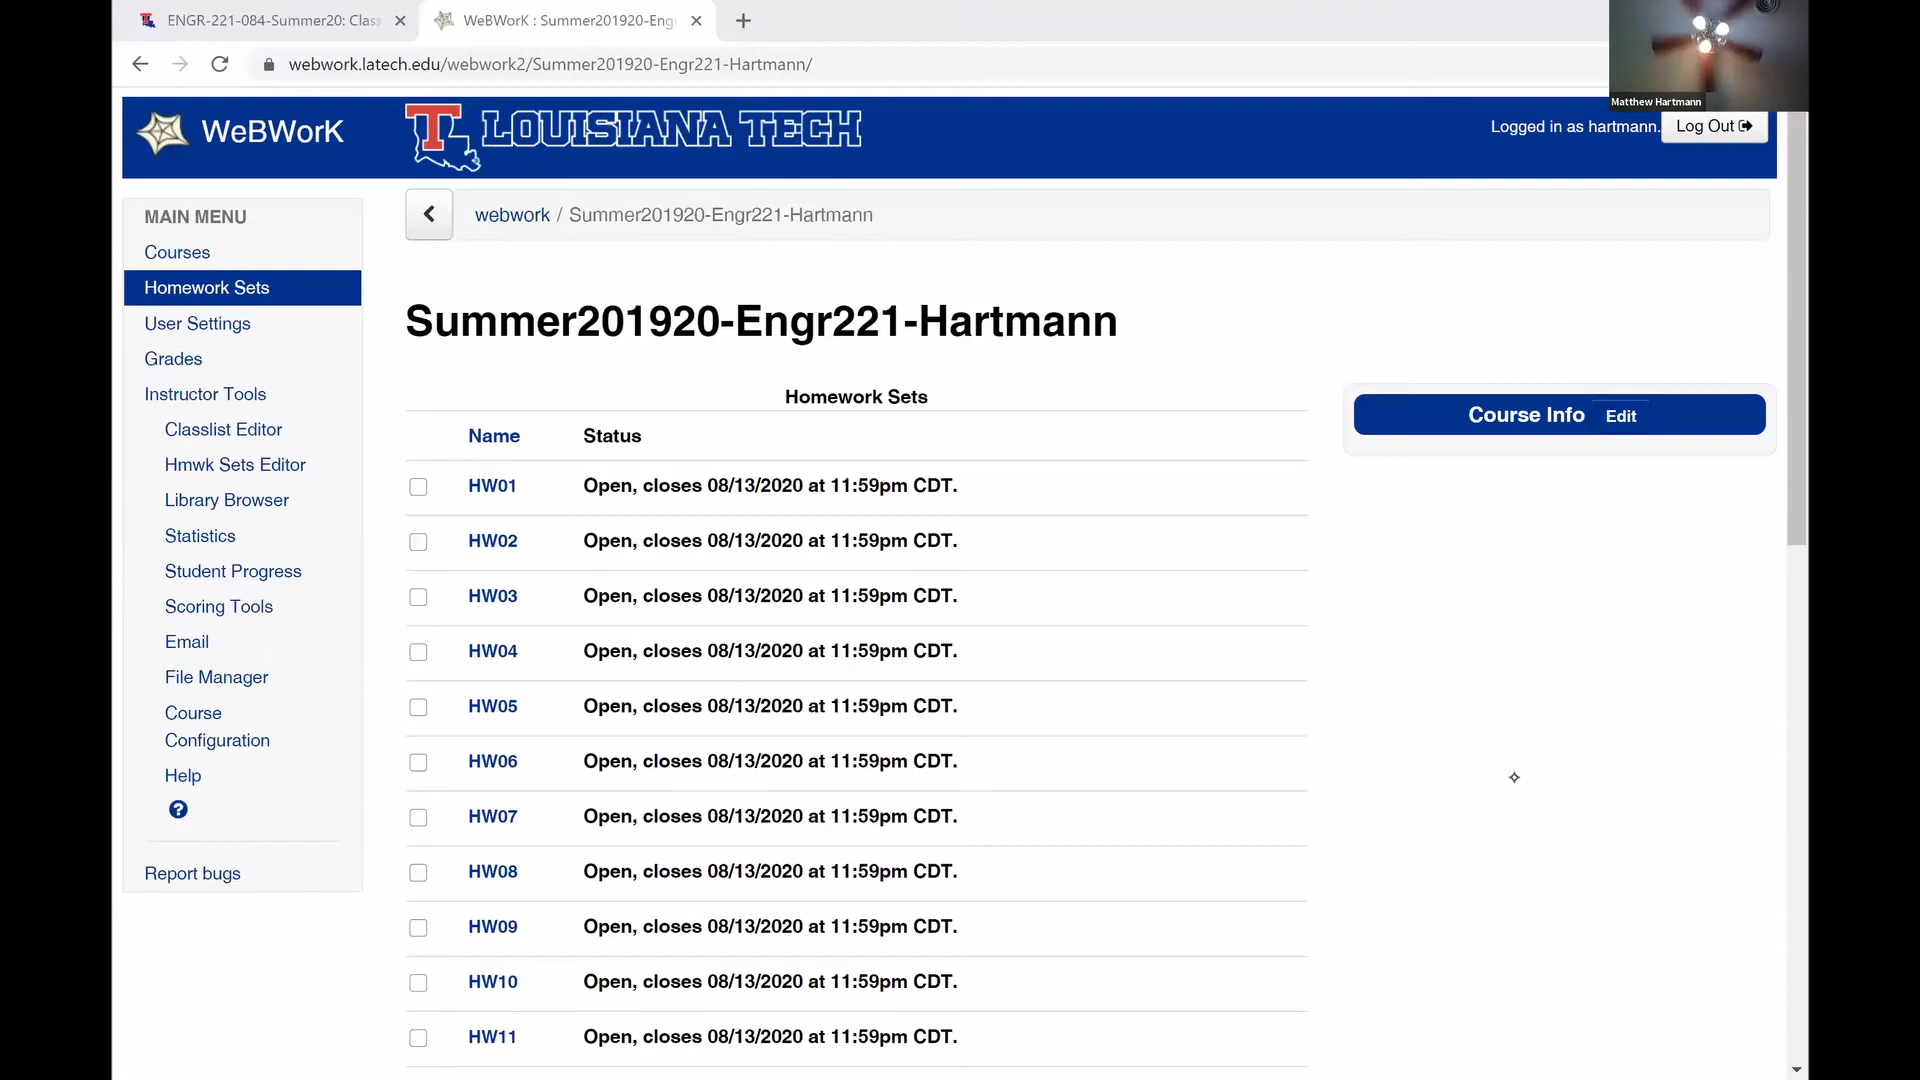 ENGR-221-084-Summer20: Clas
WeBWorK : Summer201920-Eng
webwork.latech.edu/webwork2/Summer201920-Engr221-Hartmann/
Matthew Hartmann
WeBWorK
T LOUISIANA TECH
Logged in as hartmann.
Log Out
MAIN MENU
Courses
Homework Sets
User Settings
Grades
Instructor Tools
Classlist Editor
Hmwk Sets Editor
Library Browser
Statistics
Student Progress
Scoring Tools
Email
File Manager
Course
Configuration
Help
?
Report bugs
webwork / Summer201920-Engr221-Hartmann
Summer201920-Engr221-Hartmann
Homework Sets
Name Status
HW01 Open, closes 08/13/2020 at 11:59pm CDT.
HW02 Open, closes 08/13/2020 at 11:59pm CDT.
HW03 Open, closes 08/13/2020 at 11:59pm CDT.
HW04 Open, closes 08/13/2020 at 11:59pm CDT.
HW05 Open, closes 08/13/2020 at 11:59pm CDT.
HW06 Open, closes 08/13/2020 at 11:59pm CDT.
HW07 Open, closes 08/13/2020 at 11:59pm CDT.
HW08 Open, closes 08/13/2020 at 11:59pm CDT.
HW09 Open, closes 08/13/2020 at 11:59pm CDT.
HW10 Open, closes 08/13/2020 at 11:59pm CDT.
HW11 Open, closes 08/13/2020 at 11:59pm CDT.
Course Info Edit